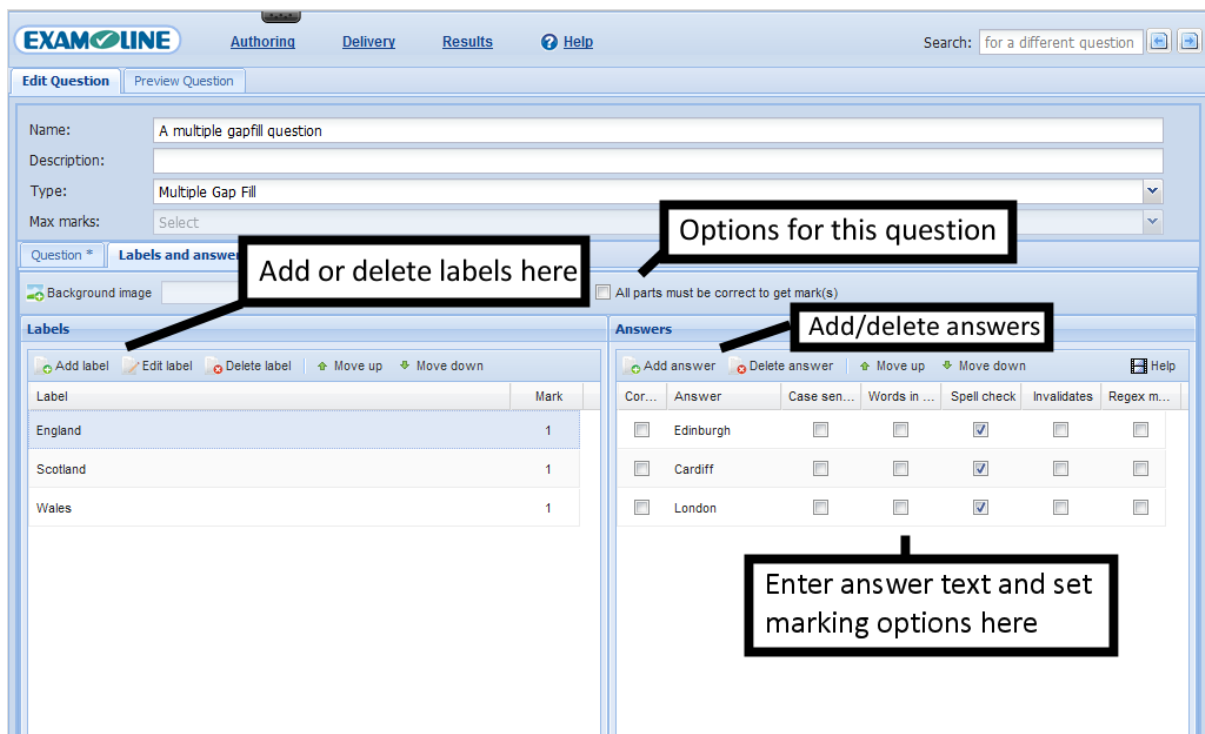 EXAM LINE Authoring Delivery Results Help Search: for a different question
Edit Question Preview Question
Name: A multiple gapfill question
Description:
Type: Multiple Gap Fill
Max marks: Select
Options for this question
Question * Labels and answer
Add or delete labels here
Background image All parts must be correct to get mark(s)
Add/delete answers
Labels Answers
Add label Edit label Delete label Move up Move down Add answer Delete answer Move up Move down Help
Label Mark Cor... Answer Case sen... Words in ... Spell check Invalidates Regex m...
England 1 Edinburgh
Scotland 1 Cardiff
Wales 1 London
Enter answer text and set
marking options here